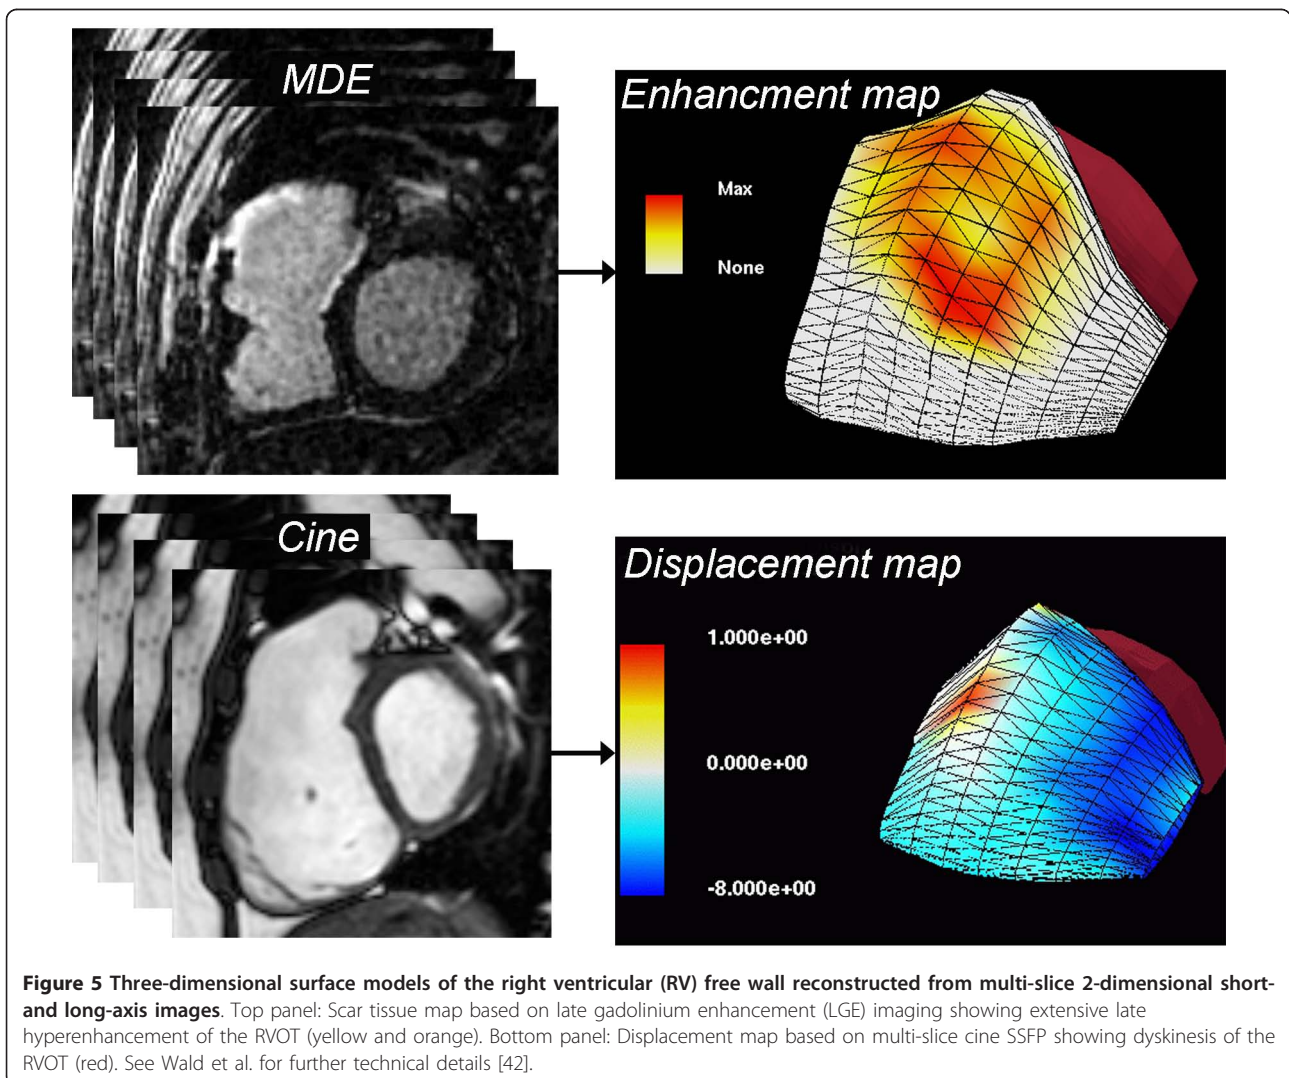 MDE
Enhancment map
Max
None
Cine
Displacement map
1.000e+00
0.000e+00
-8.000e+00
Figure 5 Three-dimensional surface models of the right ventricular (RV) free wall reconstructed from multi-slice 2-dimensional short-
and long-axis images. Top panel: Scar tissue map based on late gadolinium enhancement (LGE) imaging showing extensive late
hyperenhancement of the RVOT (yellow and orange). Bottom panel: Displacement map based on multi-slice cine SSFP showing dyskinesis of the
RVOT (red). See Wald et al. for further technical details [42].